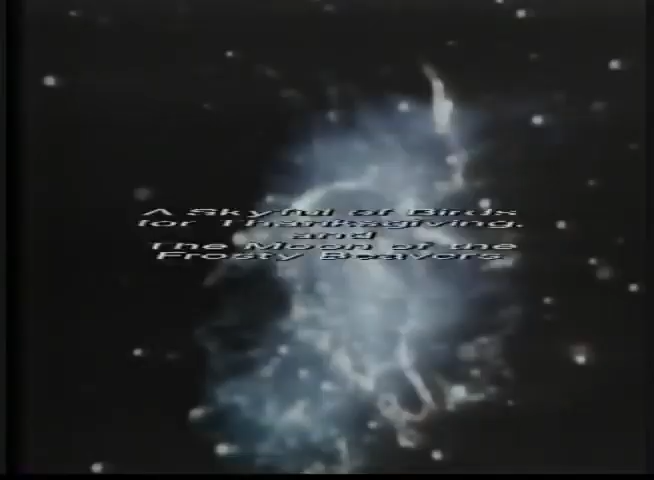 A Skyful of Birds
for Thanksgiving,
and
The Moon of the
Frosty Beavers